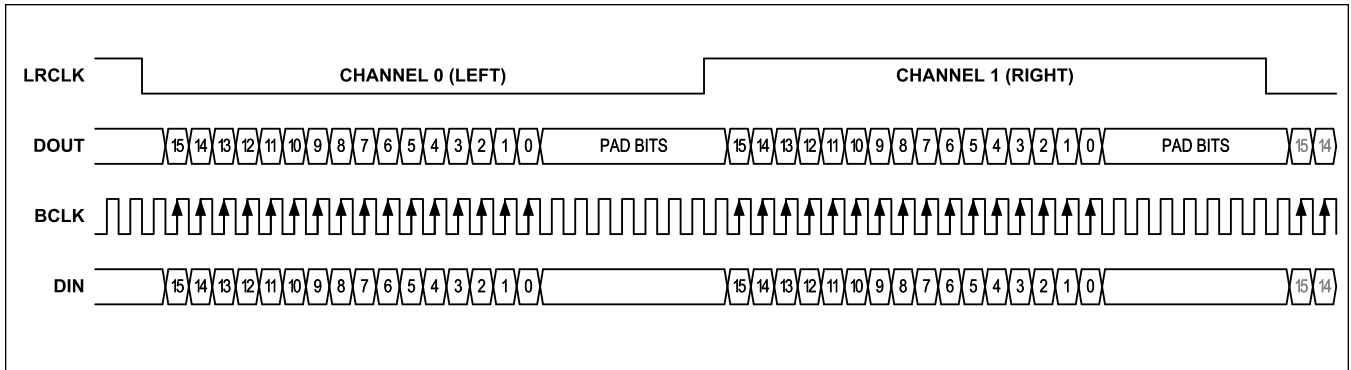 LRCLK CHANNEL 0 (LEFT) CHANNEL 1 (RIGHT)
DOUT 15 14 13 12 11 10 9 8 7 6 5 4 3 2 1 0 PAD BITS 15 14 13 12 11 10 9 8 7 6 5 4 3 2 1 0 PAD BITS 15 14
BCLK
DIN 15 14 13 12 11 10 9 8 7 6 5 4 3 2 1 0 15 14 13 12 11 10 9 8 7 6 5 4 3 2 1 0 15 14